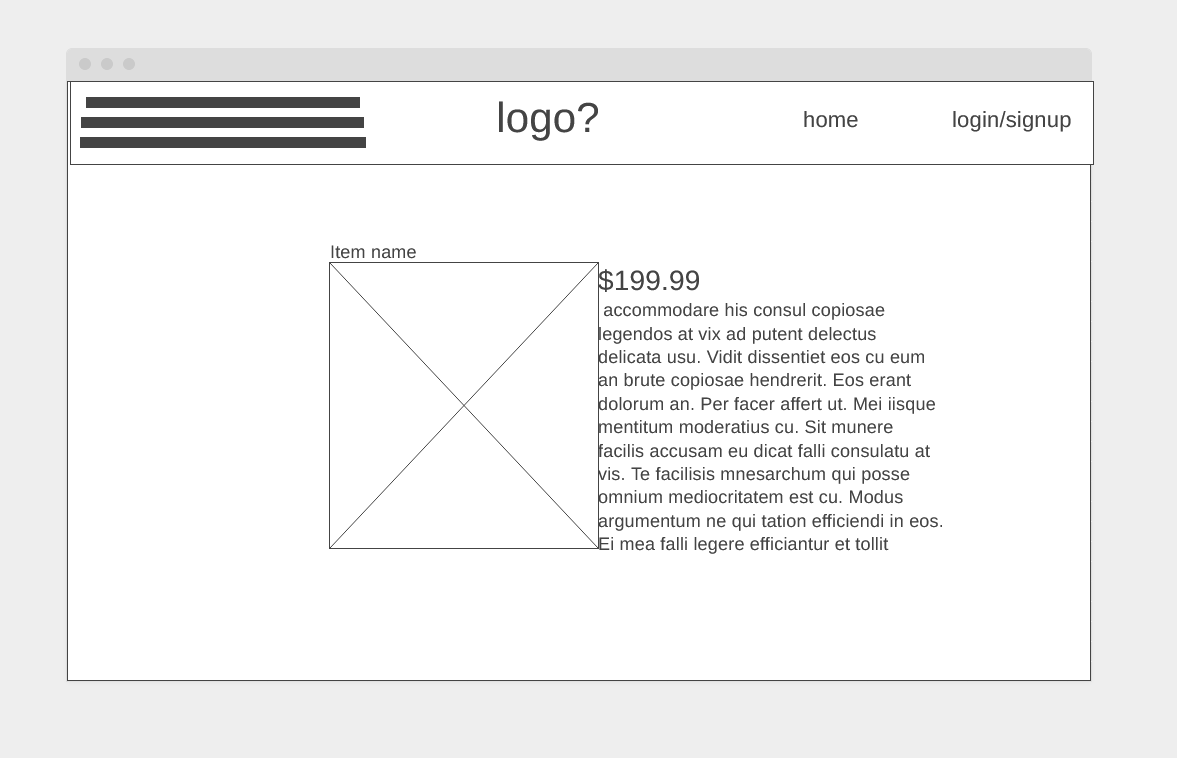 logo?
home
login/signup
Item name
$199.99
accommodare his consul copiosae
legendos at vix ad putent delectus
delicata usu. Vidit dissentiet eos cu eum
an brute copiosae hendrerit. Eos erant
dolorum an. Per facer affert ut. Mei iisque
mentitum moderatius cu. Sit munere
facilis accusam eu dicat falli consulatu at
vis. Te facilisis mnesarchum qui posse
omnium mediocritatem est cu. Modus
argumentum ne qui tation efficiendi in eos.
Ei mea falli legere efficiantur et tollit